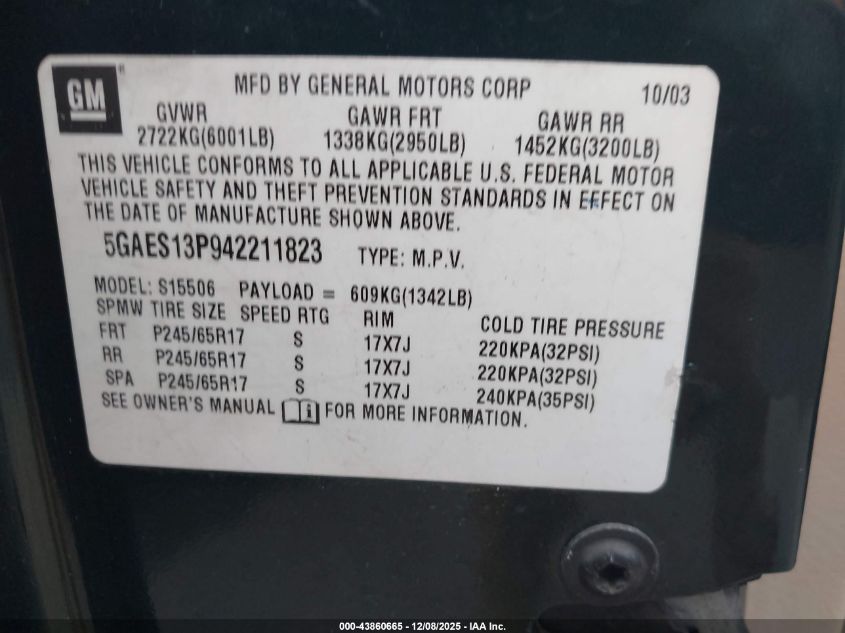 GM
MFD BY GENERAL MOTORS CORP 10/03
GVWR GAWR FRT GAWR RR
2722KG(6001LB) 1338KG(2950LB) 1452KG(3200LB)
THIS VEHICLE CONFORMS TO ALL APPLICABLE U.S. FEDERAL MOTOR
VEHICLE SAFETY AND THEFT PREVENTION STANDARDS IN EFFECT ON
THE DATE OF MANUFACTURE SHOWN ABOVE.
5GAES13P942211823 TYPE: M.P.V.
MODEL: S15506 PAYLOAD = 609KG(1342LB)
SPMW TIRE SIZE SPEED RTG RIM COLD TIRE PRESSURE
FRT P245/65R17 S 17X7J 220KPA(32PSI)
RR P245/65R17 S 17X7J 220KPA(32PSI)
SPA P245/65R17 S 17X7J 240KPA(35PSI)
SEE OWNER'S MANUAL i FOR MORE INFORMATION.
000-43860665 - 12/08/2025 - IAA Inc.